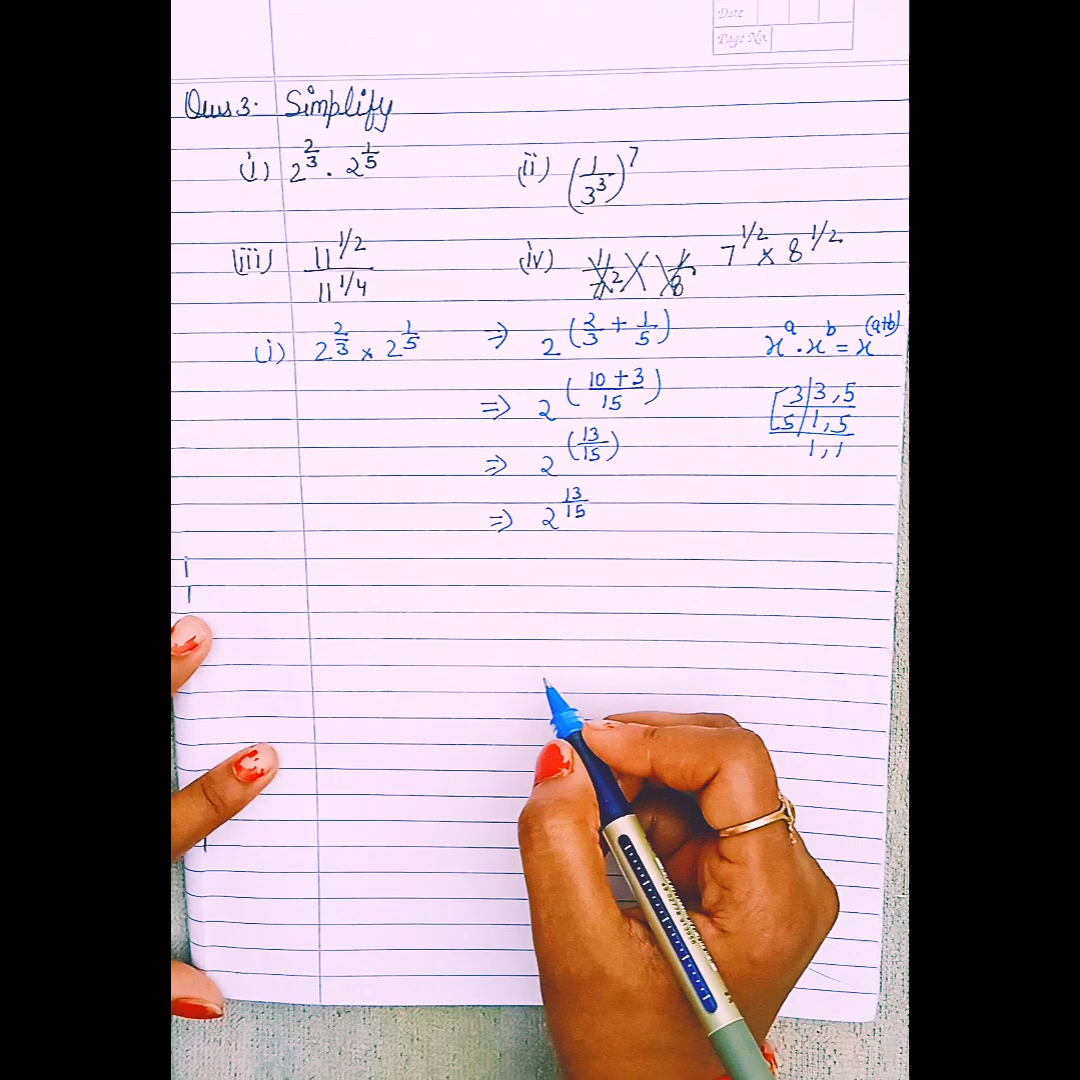 Date
Page No.
Ques 3. Simplify
(i) 2^(2/3) . 2^(1/5) (ii) (1/3^3)^7
(iii) 11^(1/2) / 11^(1/4) (iv) 7^(1/2) × 8^(1/2)
(i) 2^(2/3) × 2^(1/5) ⇒ 2^(2/3 + 1/5) x^a . x^b = x^(a+b)
⇒ 2^((10+3)/15) 3 | 3, 5
5 | 1, 5
⇒ 2^(13/15) 1, 1
⇒ 2^(13/15)